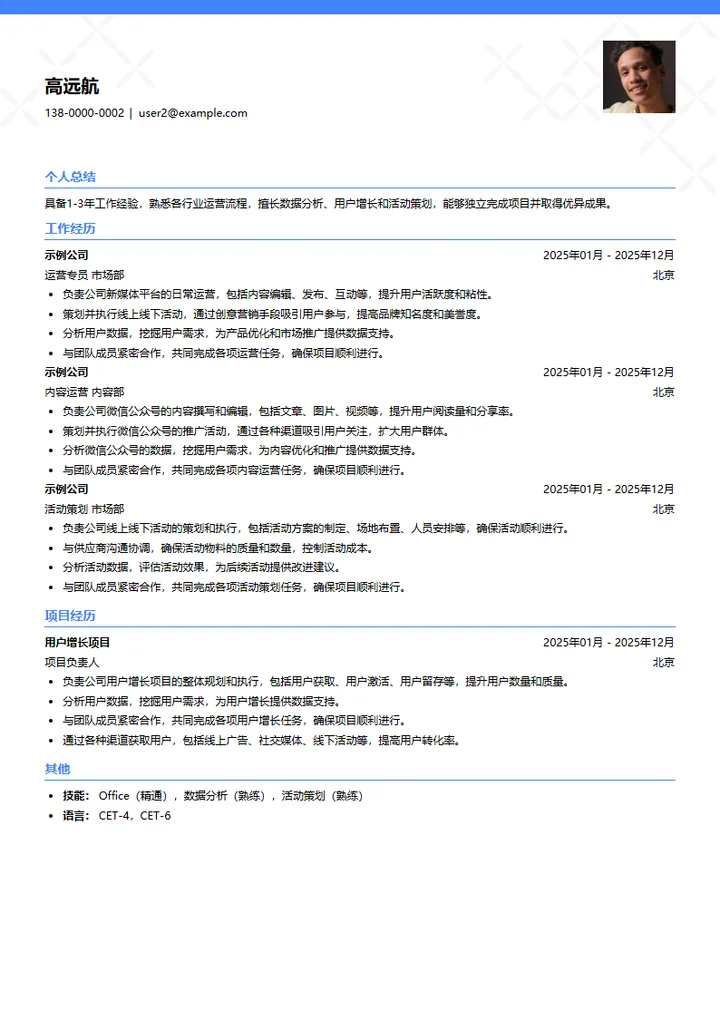 高远航
138-0000-0002 | user2@example.com
个人总结
具备1-3年工作经验，熟悉各行业运营流程，擅长数据分析、用户增长和活动策划，能够独立完成项目并取得优异成果。
工作经历
示例公司 2025年01月 - 2025年12月
运营专员 市场部 北京
• 负责公司新媒体平台的日常运营，包括内容编辑、发布、互动等，提升用户活跃度和粘性。
• 策划并执行线上线下活动，通过创意营销手段吸引用户参与，提高品牌知名度和美誉度。
• 分析用户数据，挖掘用户需求，为产品优化和市场推广提供数据支持。
• 与团队成员紧密合作，共同完成各项运营任务，确保项目顺利进行。
示例公司 2025年01月 - 2025年12月
内容运营 内容部 北京
• 负责公司微信公众号的内容撰写和编辑，包括文章、图片、视频等，提升用户阅读量和分享率。
• 策划并执行微信公众号的推广活动，通过各种渠道吸引用户关注，扩大用户群体。
• 分析微信公众号的数据，挖掘用户需求，为内容优化和推广提供数据支持。
• 与团队成员紧密合作，共同完成各项内容运营任务，确保项目顺利进行。
示例公司 2025年01月 - 2025年12月
活动策划 市场部 北京
• 负责公司线上线下活动的策划和执行，包括活动方案的制定、场地布置、人员安排等，确保活动顺利进行。
• 与供应商沟通协调，确保活动物料的质量和数量，控制活动成本。
• 分析活动数据，评估活动效果，为后续活动提供改进建议。
• 与团队成员紧密合作，共同完成各项活动策划任务，确保项目顺利进行。
项目经历
用户增长项目 2025年01月 - 2025年12月
项目负责人 北京
• 负责公司用户增长项目的整体规划和执行，包括用户获取、用户激活、用户留存等，提升用户数量和质量。
• 分析用户数据，挖掘用户需求，为用户增长提供数据支持。
• 与团队成员紧密合作，共同完成各项用户增长任务，确保项目顺利进行。
• 通过各种渠道获取用户，包括线上广告、社交媒体、线下活动等，提高用户转化率。
其他
• 技能： Office（精通），数据分析（熟练），活动策划（熟练）
• 语言： CET-4，CET-6